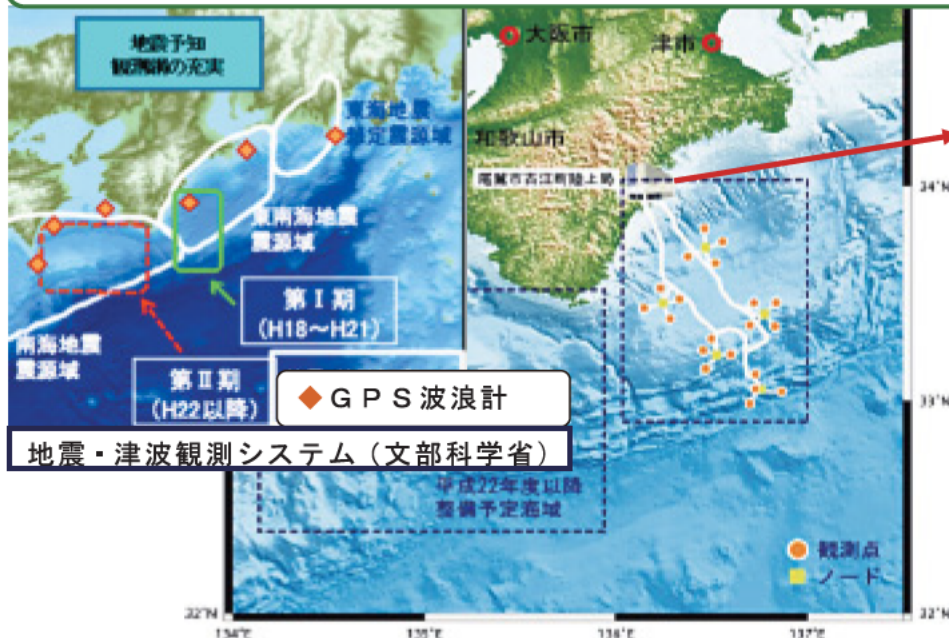 地震予知
観測網の充実
東海地震
想定震源域
東南海地震
震源域
第Ⅰ期
(H18～H21)
南海地震
震源域
第Ⅱ期
(H22以降)
GPS波浪計
地震・津波観測システム（文部科学省）
大阪市
津市
和歌山市
尾鷲市古江町陸上局
平成22年度以降
整備予定海域
観測点
ノード
34°N
33°N
32°N
32°N
134°E
135°E
136°E
137°E